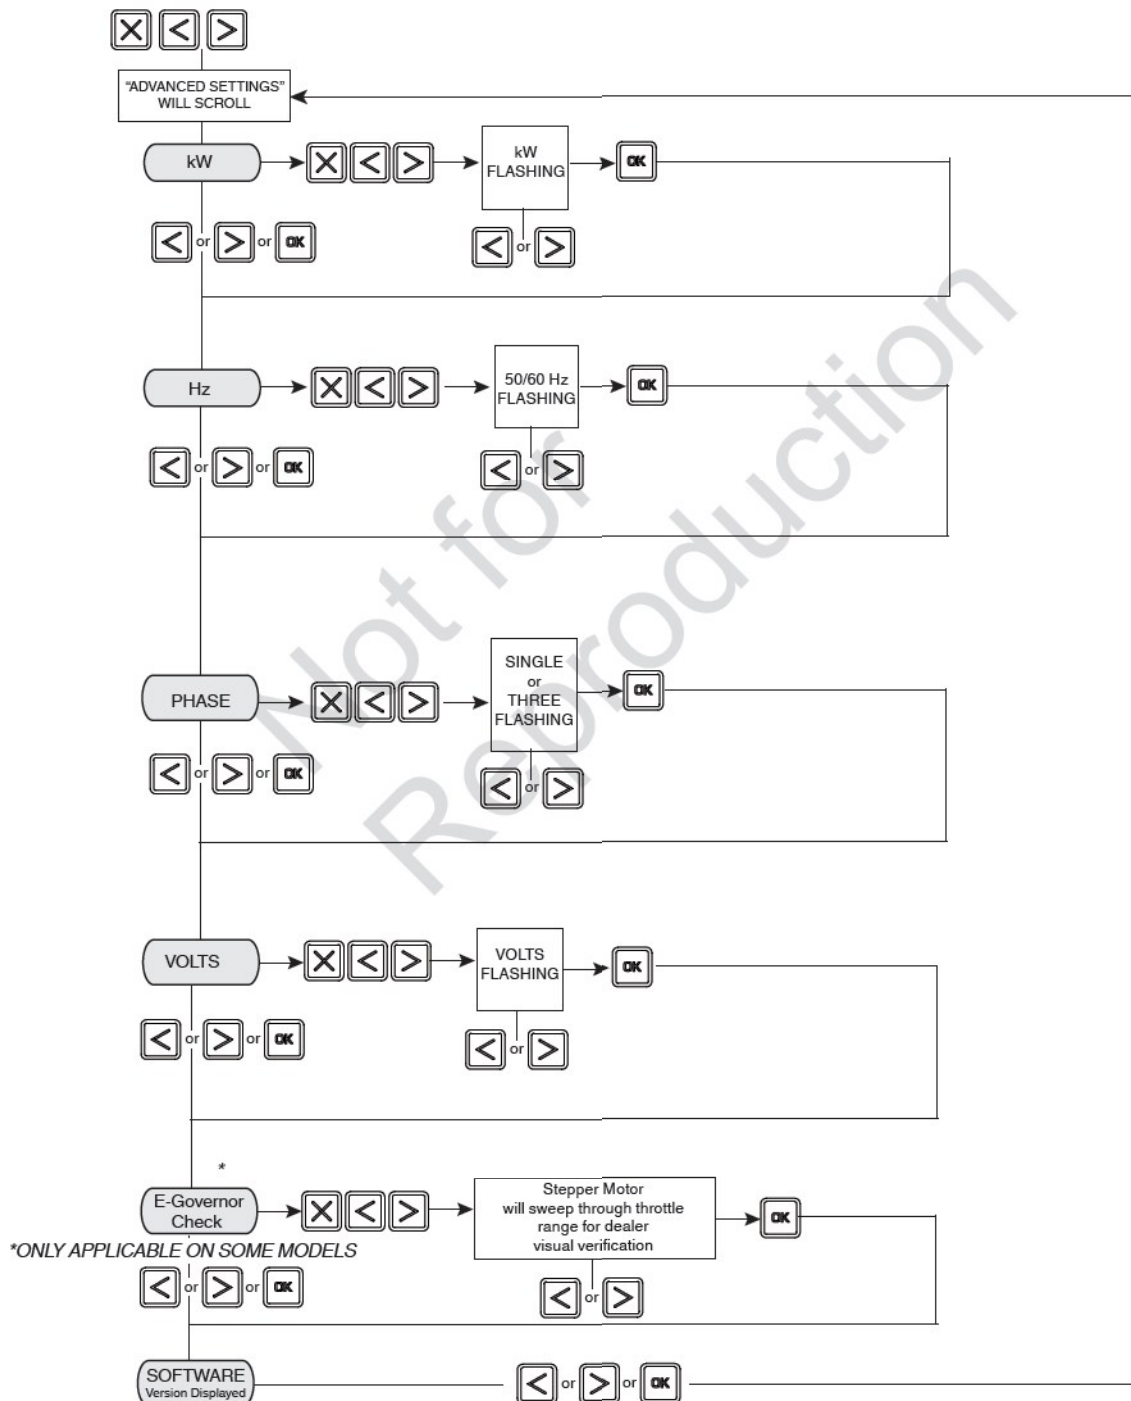 "ADVANCED SETTINGS"
WILL SCROLL
kW
kW
FLASHING
OK
or
or
OK
or
Hz
50/60 Hz
FLASHING
OK
or
or
OK
or
PHASE
SINGLE
or
THREE
FLASHING
OK
or
or
OK
or
VOLTS
VOLTS
FLASHING
OK
or
or
OK
or
*
E-Governor
Check
Stepper Motor
will sweep through throttle
range for dealer
visual verification
OK
*ONLY APPLICABLE ON SOME MODELS
or
or
OK
or
SOFTWARE
Version Displayed
or
or
OK
Not for
Reproduction